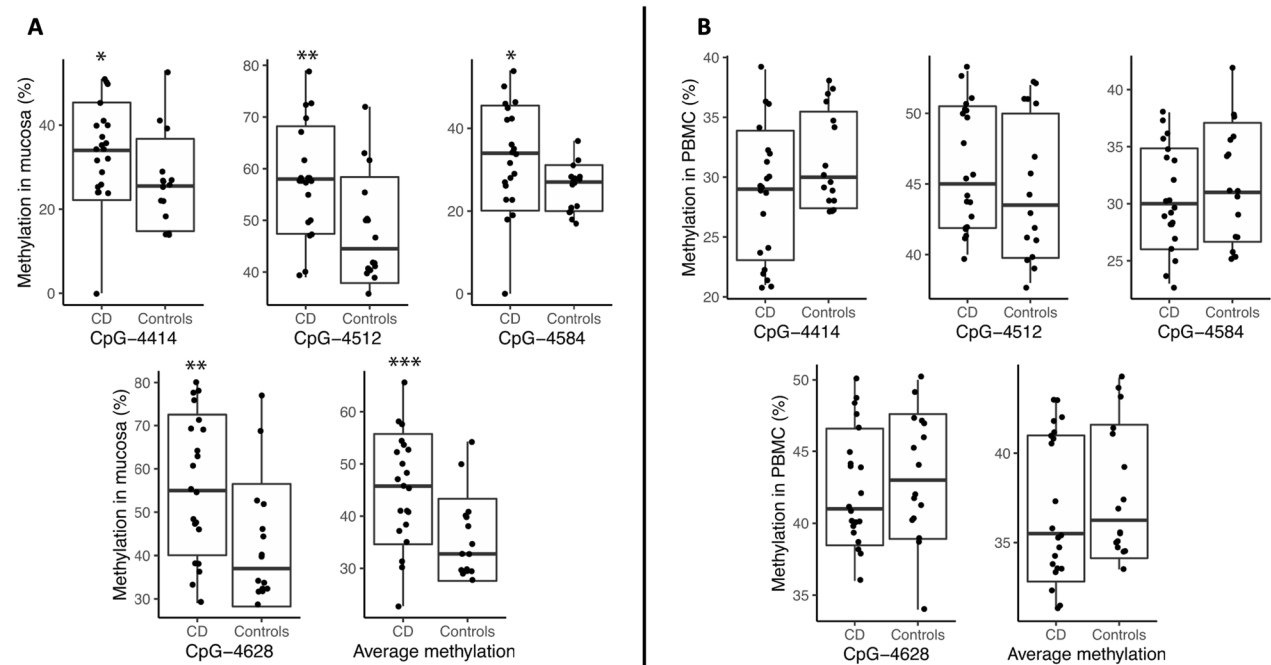 A
B
* ** *
Methylation in mucosa (%)
40
20
0
CD Controls
CpG−4414
80
70
60
50
40
CD Controls
CpG−4512
40
20
0
CD Controls
CpG−4584
Methylation in PBMC (%)
40
35
30
25
20
CD Controls
CpG−4414
50
45
40
CD Controls
CpG−4512
40
35
30
25
CD Controls
CpG−4584
** ***
Methylation in mucosa (%)
80
70
60
50
40
30
CD Controls
CpG−4628
60
50
40
30
CD Controls
Average methylation
Methylation in PBMC (%)
50
45
40
35
CD Controls
CpG−4628
40
35
CD Controls
Average methylation